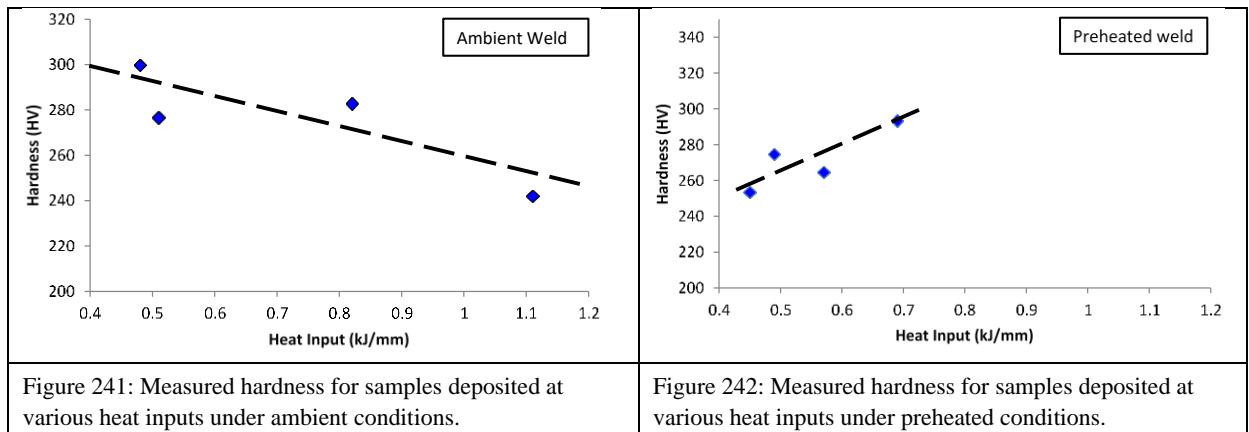 320
300
280
260
240
220
200
Hardness (HV)
Ambient Weld
0.4 0.5 0.6 0.7 0.8 0.9 1 1.1 1.2
Heat Input (kJ/mm)
340
320
300
280
260
240
220
200
Hardness (HV)
Preheated weld
0.4 0.5 0.6 0.7 0.8 0.9 1 1.1 1.2
Heat Input (kJ/mm)
Figure 241: Measured hardness for samples deposited at
various heat inputs under ambient conditions.
Figure 242: Measured hardness for samples deposited at
various heat inputs under preheated conditions.